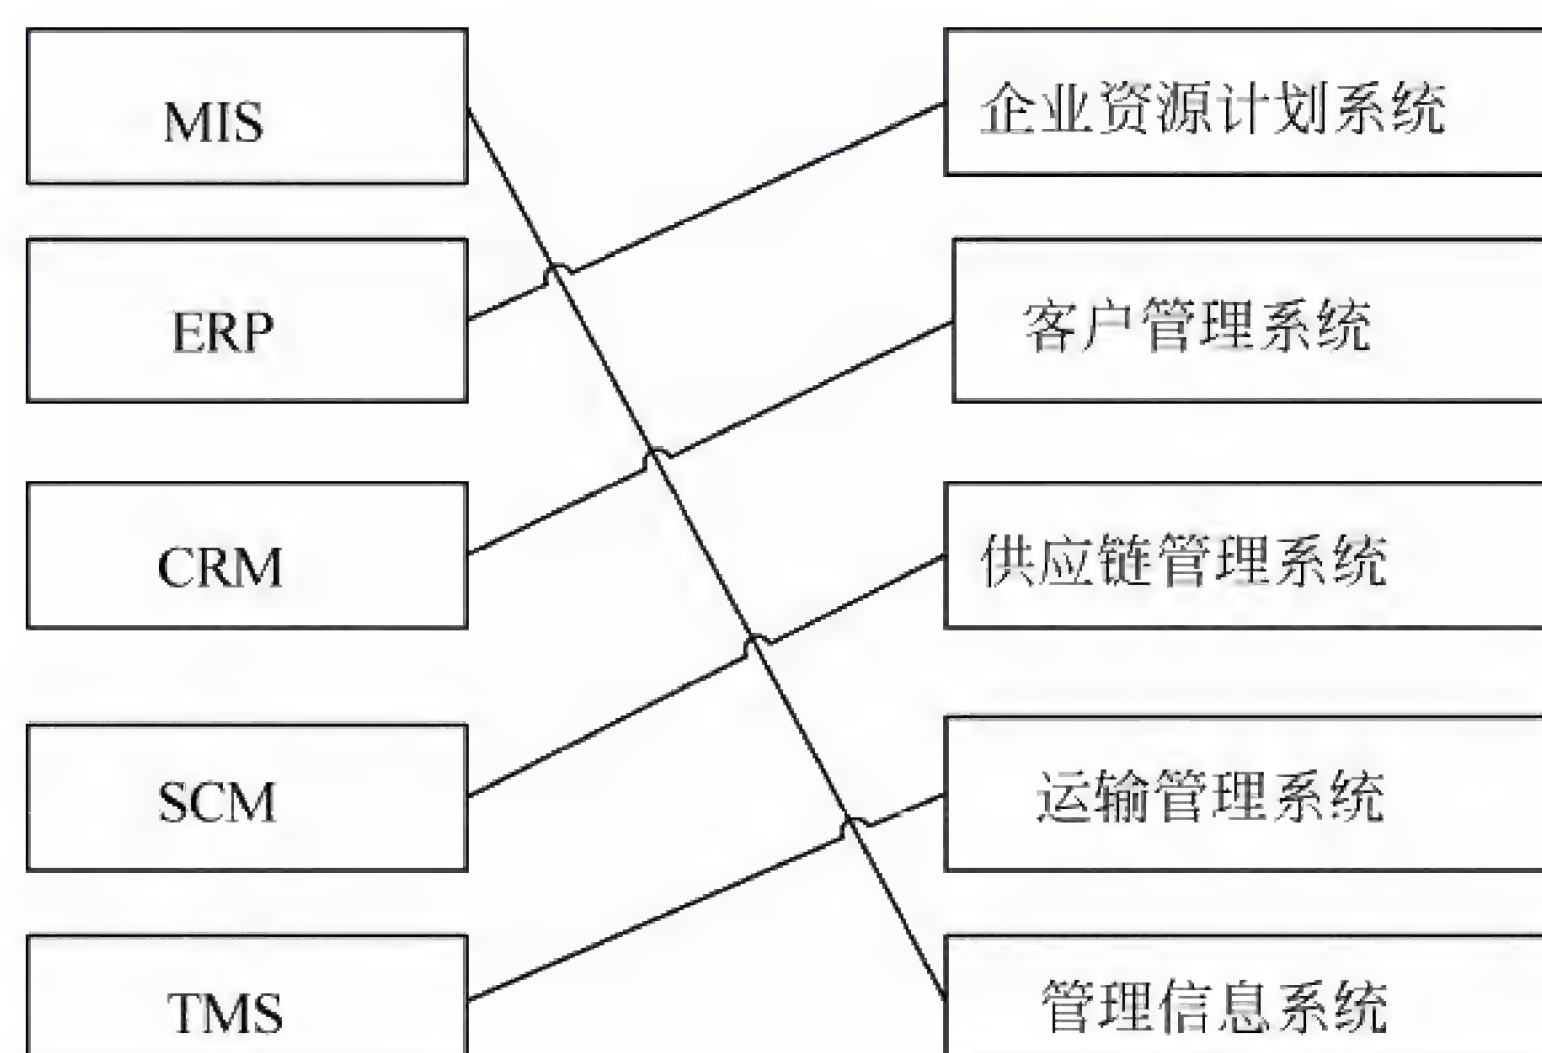 MIS
企业资源计划系统
ERP
客户管理系统
CRM
供应链管理系统
SCM
运输管理系统
TMS
管理信息系统